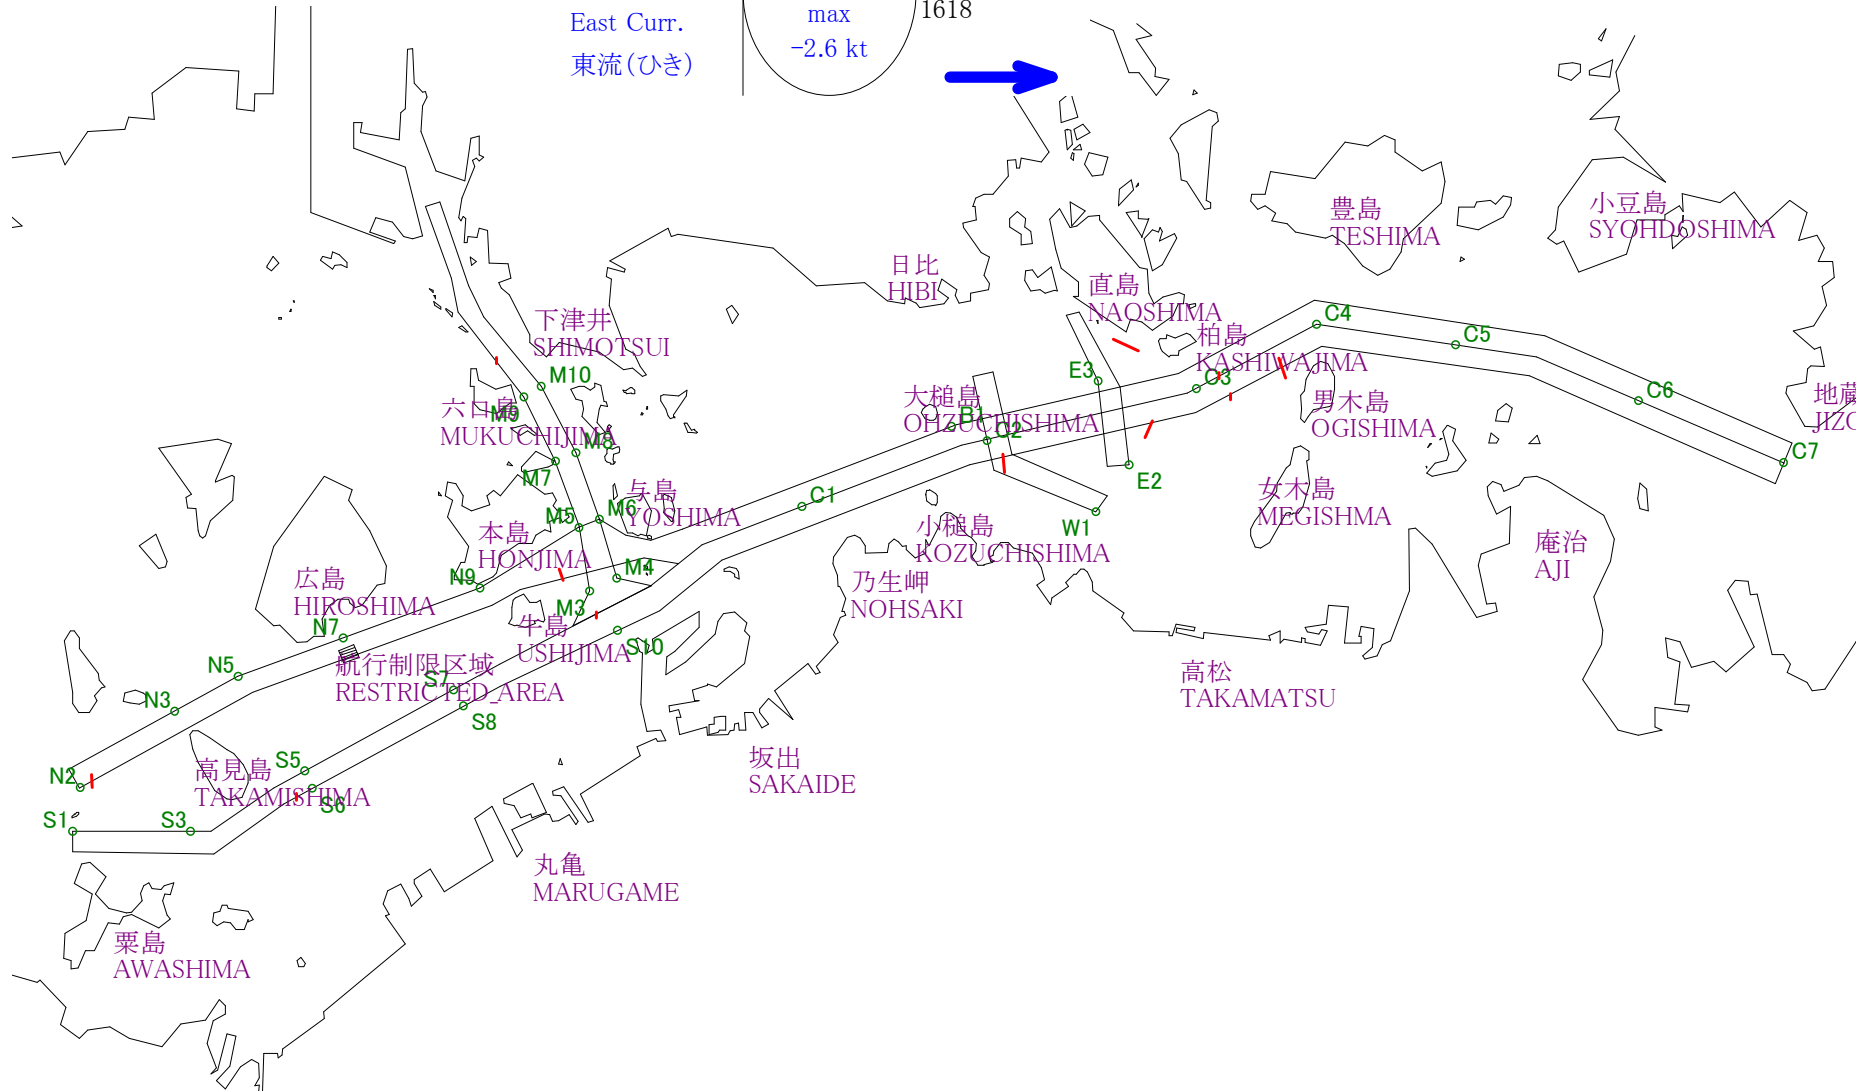 East Curr.
東流(ひき)
max
-2.6 kt
1618
豊島
TESHIMA
小豆島
SYOHDOSHIMA
日比
HIBI
直島
NAOSHIMA
下津井
SHIMOTSUI
柏島
KASHIWAJIMA
C4
C5
M10
E3
C3
C6
六口島
M9
MUKUCHIJIMA
大槌島
OHZUCHISHIMA
B1
C2
男木島
OGISHIMA
地蔵
JIZO
M8
M7
C7
E2
与島
YOSHIMA
C1
女木島
MEGISHMA
M6
M5
W1
本島
HONJIMA
小槌島
KOZUCHISHIMA
庵治
AJI
広島
HIROSHIMA
N9
M4
M3
乃生岬
NOHSAKI
N7
牛島
USHIJIMA
S10
N5
航行制限区域
RESTRICTED_AREA
S7
高松
TAKAMATSU
N3
S8
N2
高見島
TAKAMISHIMA
S5
S6
坂出
SAKAIDE
S1
S3
丸亀
MARUGAME
粟島
AWASHIMA